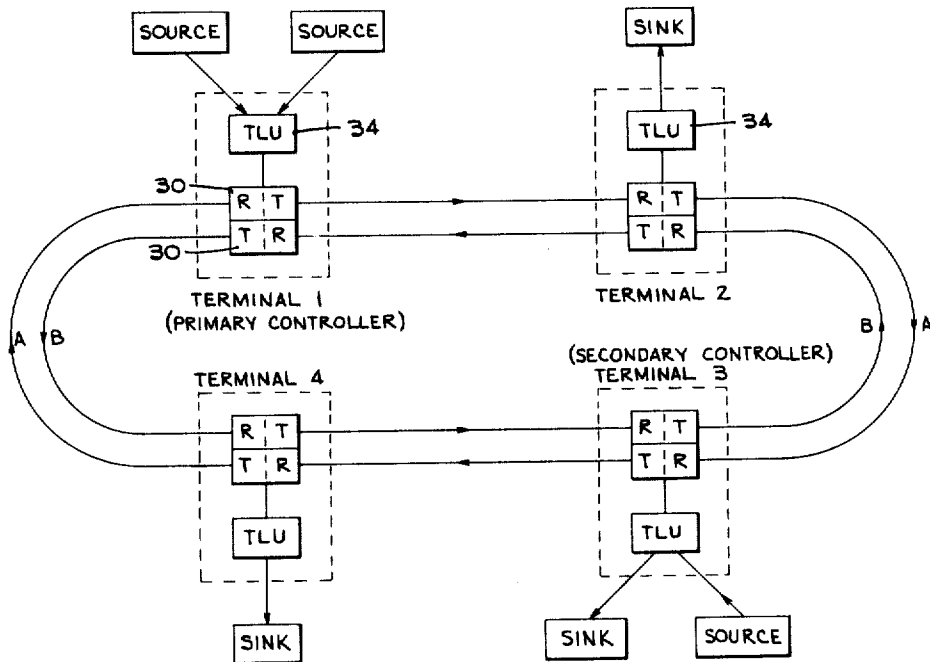 SOURCE SOURCE SINK
TLU 34 TLU 34
30 R T R T
30 T R T R
TERMINAL 1
(PRIMARY CONTROLLER)
TERMINAL 2
A B B A
(SECONDARY CONTROLLER)
TERMINAL 4 TERMINAL 3
R T R T
T R T R
TLU TLU
SINK SINK SOURCE